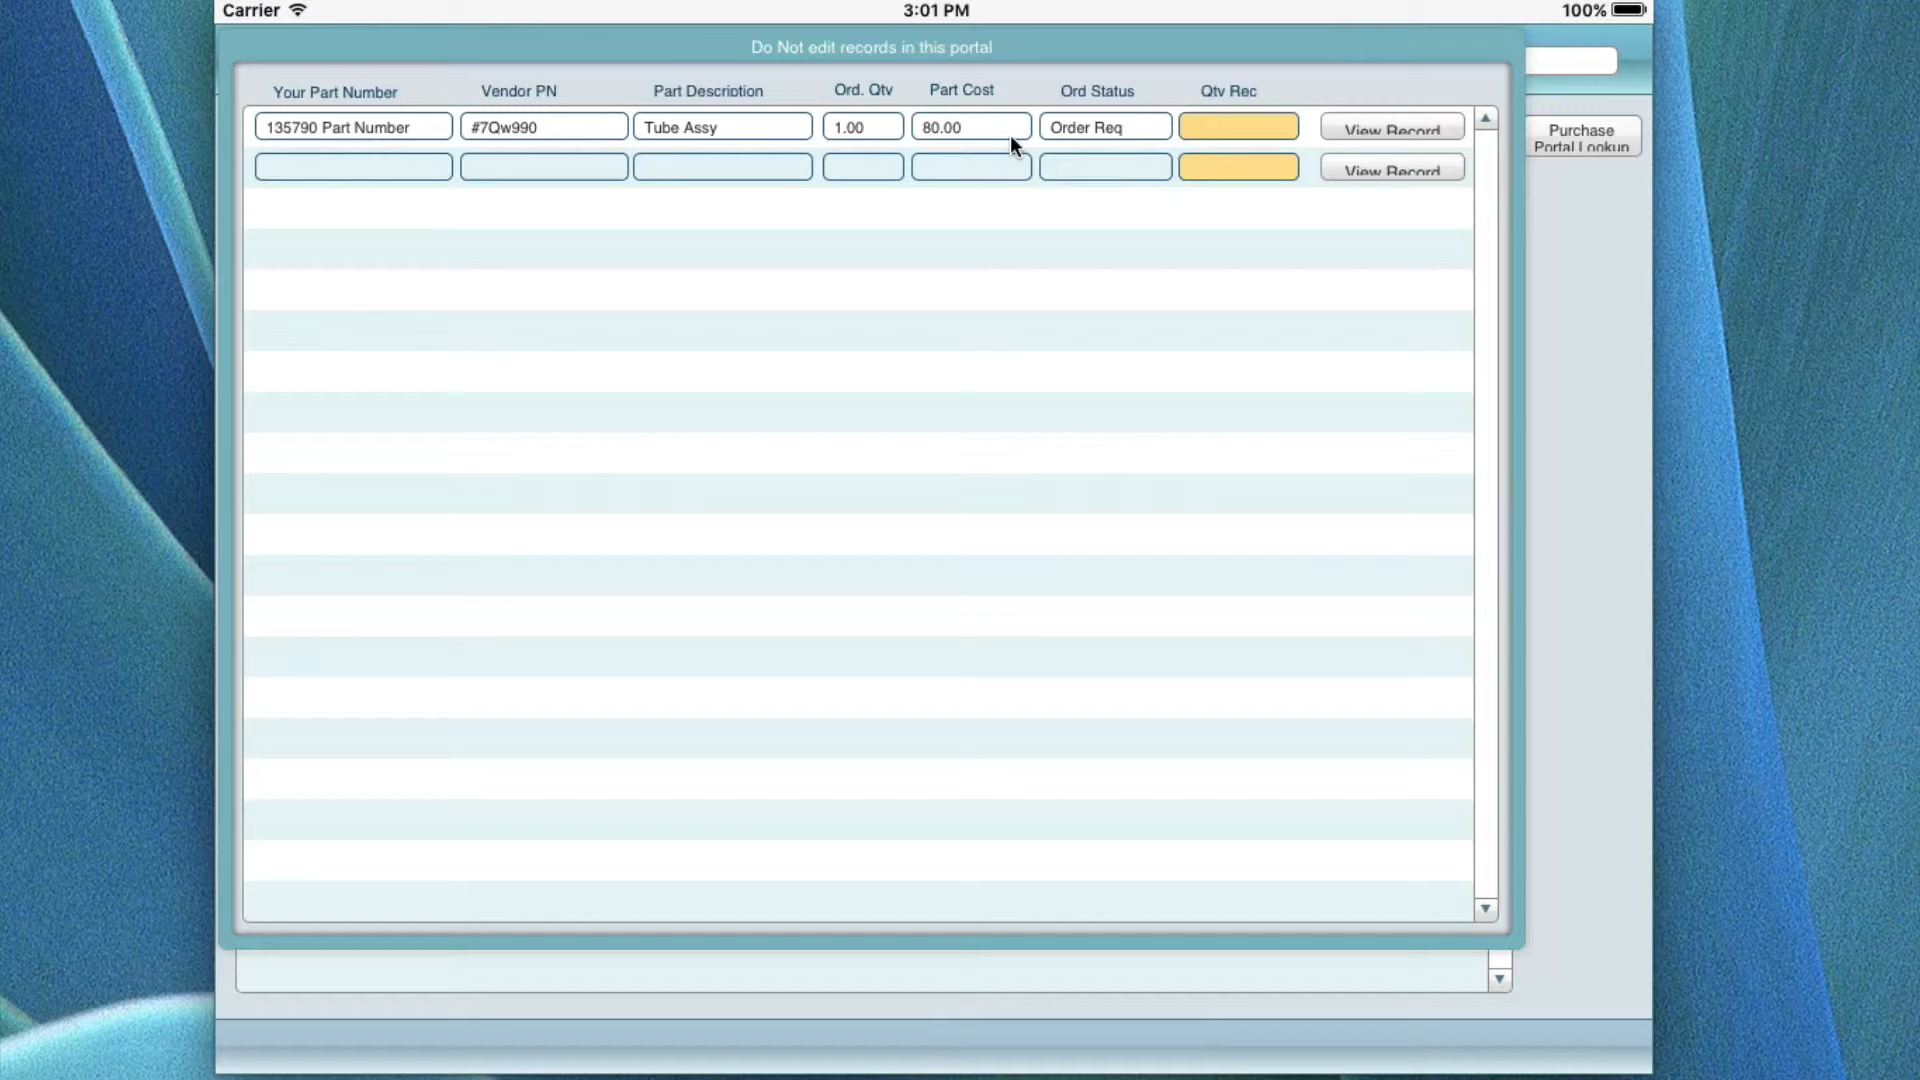 Carrier 3:01 PM 100%
Do Not edit records in this portal
Your Part Number Vendor PN Part Description Ord. Qty Part Cost Ord Status Qty Rec
135790 Part Number #7Qw990 Tube Assy 1.00 80.00 Order Req View Record
View Record
Purchase
Portal Lookup